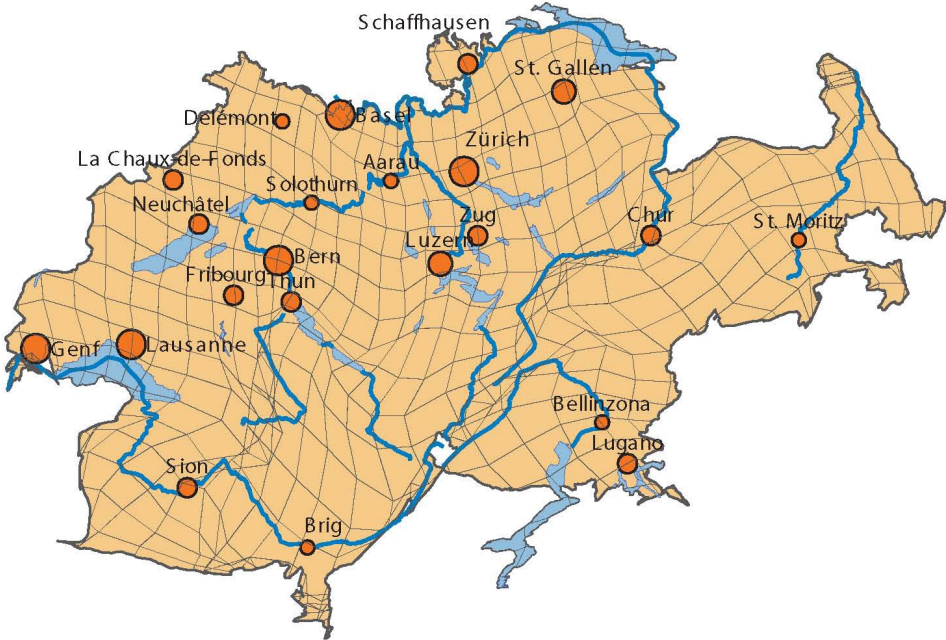 Schaffhausen
St. Gallen
Delémont
Basel
Zürich
La Chaux-de-Fonds
Aarau
Solothurn
Neuchâtel
Zug
Chur
St. Moritz
Luzern
Bern
Fribourg
Thun
Genf
Lausanne
Bellinzona
Lugano
Sion
Brig